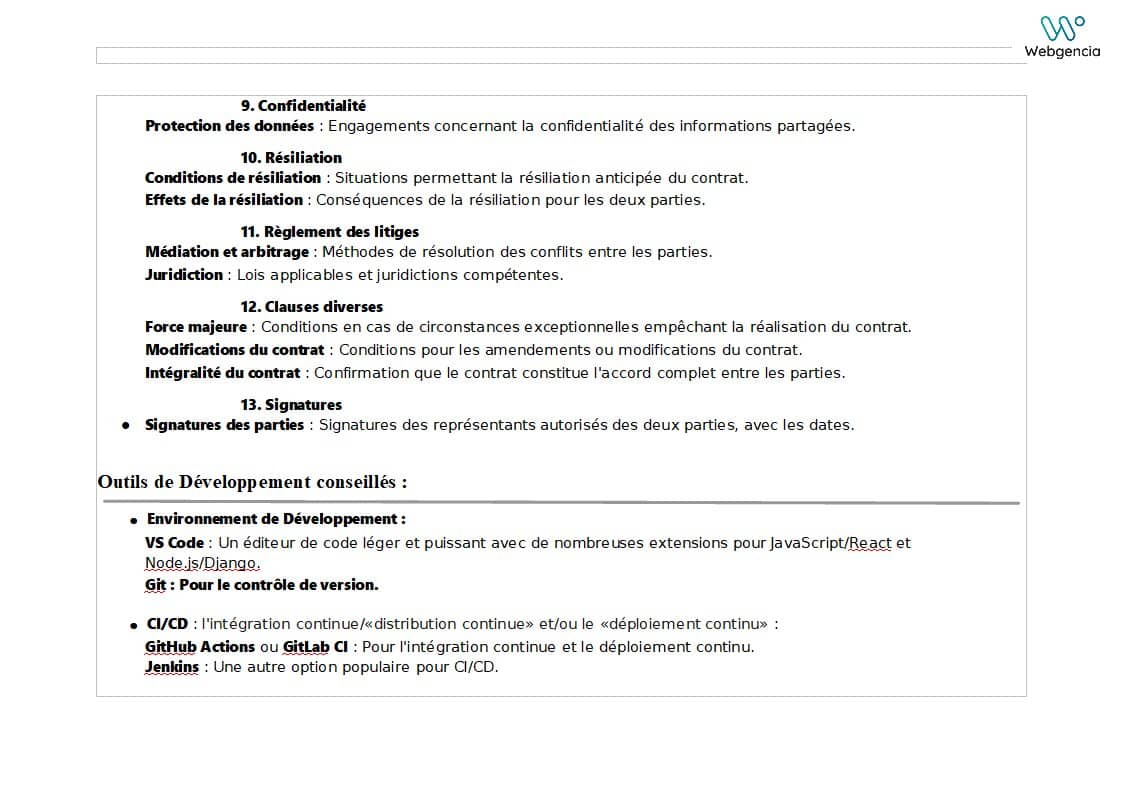 Webgencia
9. Confidentialité
Protection des données : Engagements concernant la confidentialité des informations partagées.
10. Résiliation
Conditions de résiliation : Situations permettant la résiliation anticipée du contrat.
Effets de la résiliation : Conséquences de la résiliation pour les deux parties.
11. Règlement des litiges
Médiation et arbitrage : Méthodes de résolution des conflits entre les parties.
Juridiction : Lois applicables et juridictions compétentes.
12. Clauses diverses
Force majeure : Conditions en cas de circonstances exceptionnelles empêchant la réalisation du contrat.
Modifications du contrat : Conditions pour les amendements ou modifications du contrat.
Intégralité du contrat : Confirmation que le contrat constitue l'accord complet entre les parties.
13. Signatures
• Signatures des parties : Signatures des représentants autorisés des deux parties, avec les dates.
Outils de Développement conseillés :
• Environnement de Développement :
VS Code : Un éditeur de code léger et puissant avec de nombreuses extensions pour JavaScript/React et
Node.js/Django.
Git : Pour le contrôle de version.
• CI/CD : l'intégration continue/«distribution continue» et/ou le «déploiement continu» :
GitHub Actions ou GitLab CI : Pour l'intégration continue et le déploiement continu.
Jenkins : Une autre option populaire pour CI/CD.